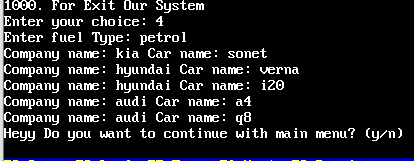 1000. For Exit Our System
Enter your choice: 4
Enter fuel Type: petrol
Company name: kia Car name: sonet
Company name: hyundai Car name: verna
Company name: hyundai Car name: i20
Company name: audi Car name: a4
Company name: audi Car name: q8
Heyy Do you want to continue with main menu? (y/n)